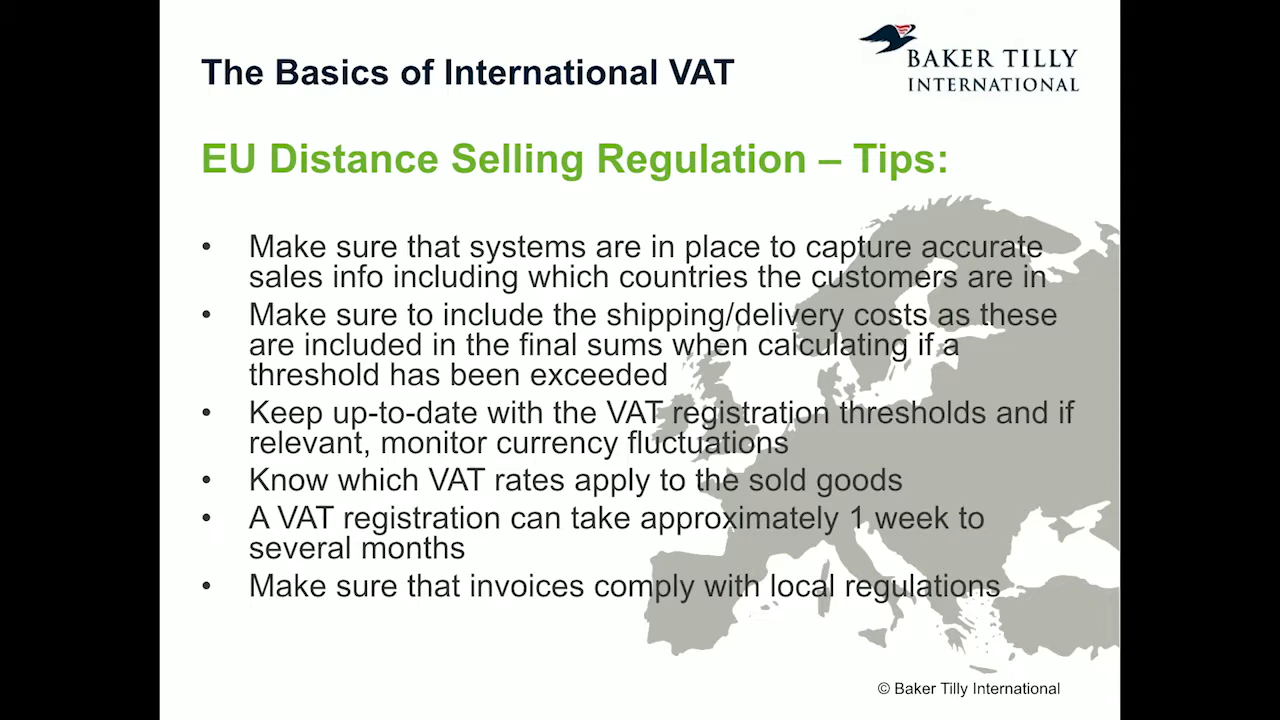 The Basics of International VAT
BAKER TILLY
INTERNATIONAL
EU Distance Selling Regulation – Tips:
• Make sure that systems are in place to capture accurate
sales info including which countries the customers are in
• Make sure to include the shipping/delivery costs as these
are included in the final sums when calculating if a
threshold has been exceeded
• Keep up-to-date with the VAT registration thresholds and if
relevant, monitor currency fluctuations
• Know which VAT rates apply to the sold goods
• A VAT registration can take approximately 1 week to
several months
• Make sure that invoices comply with local regulations
© Baker Tilly International